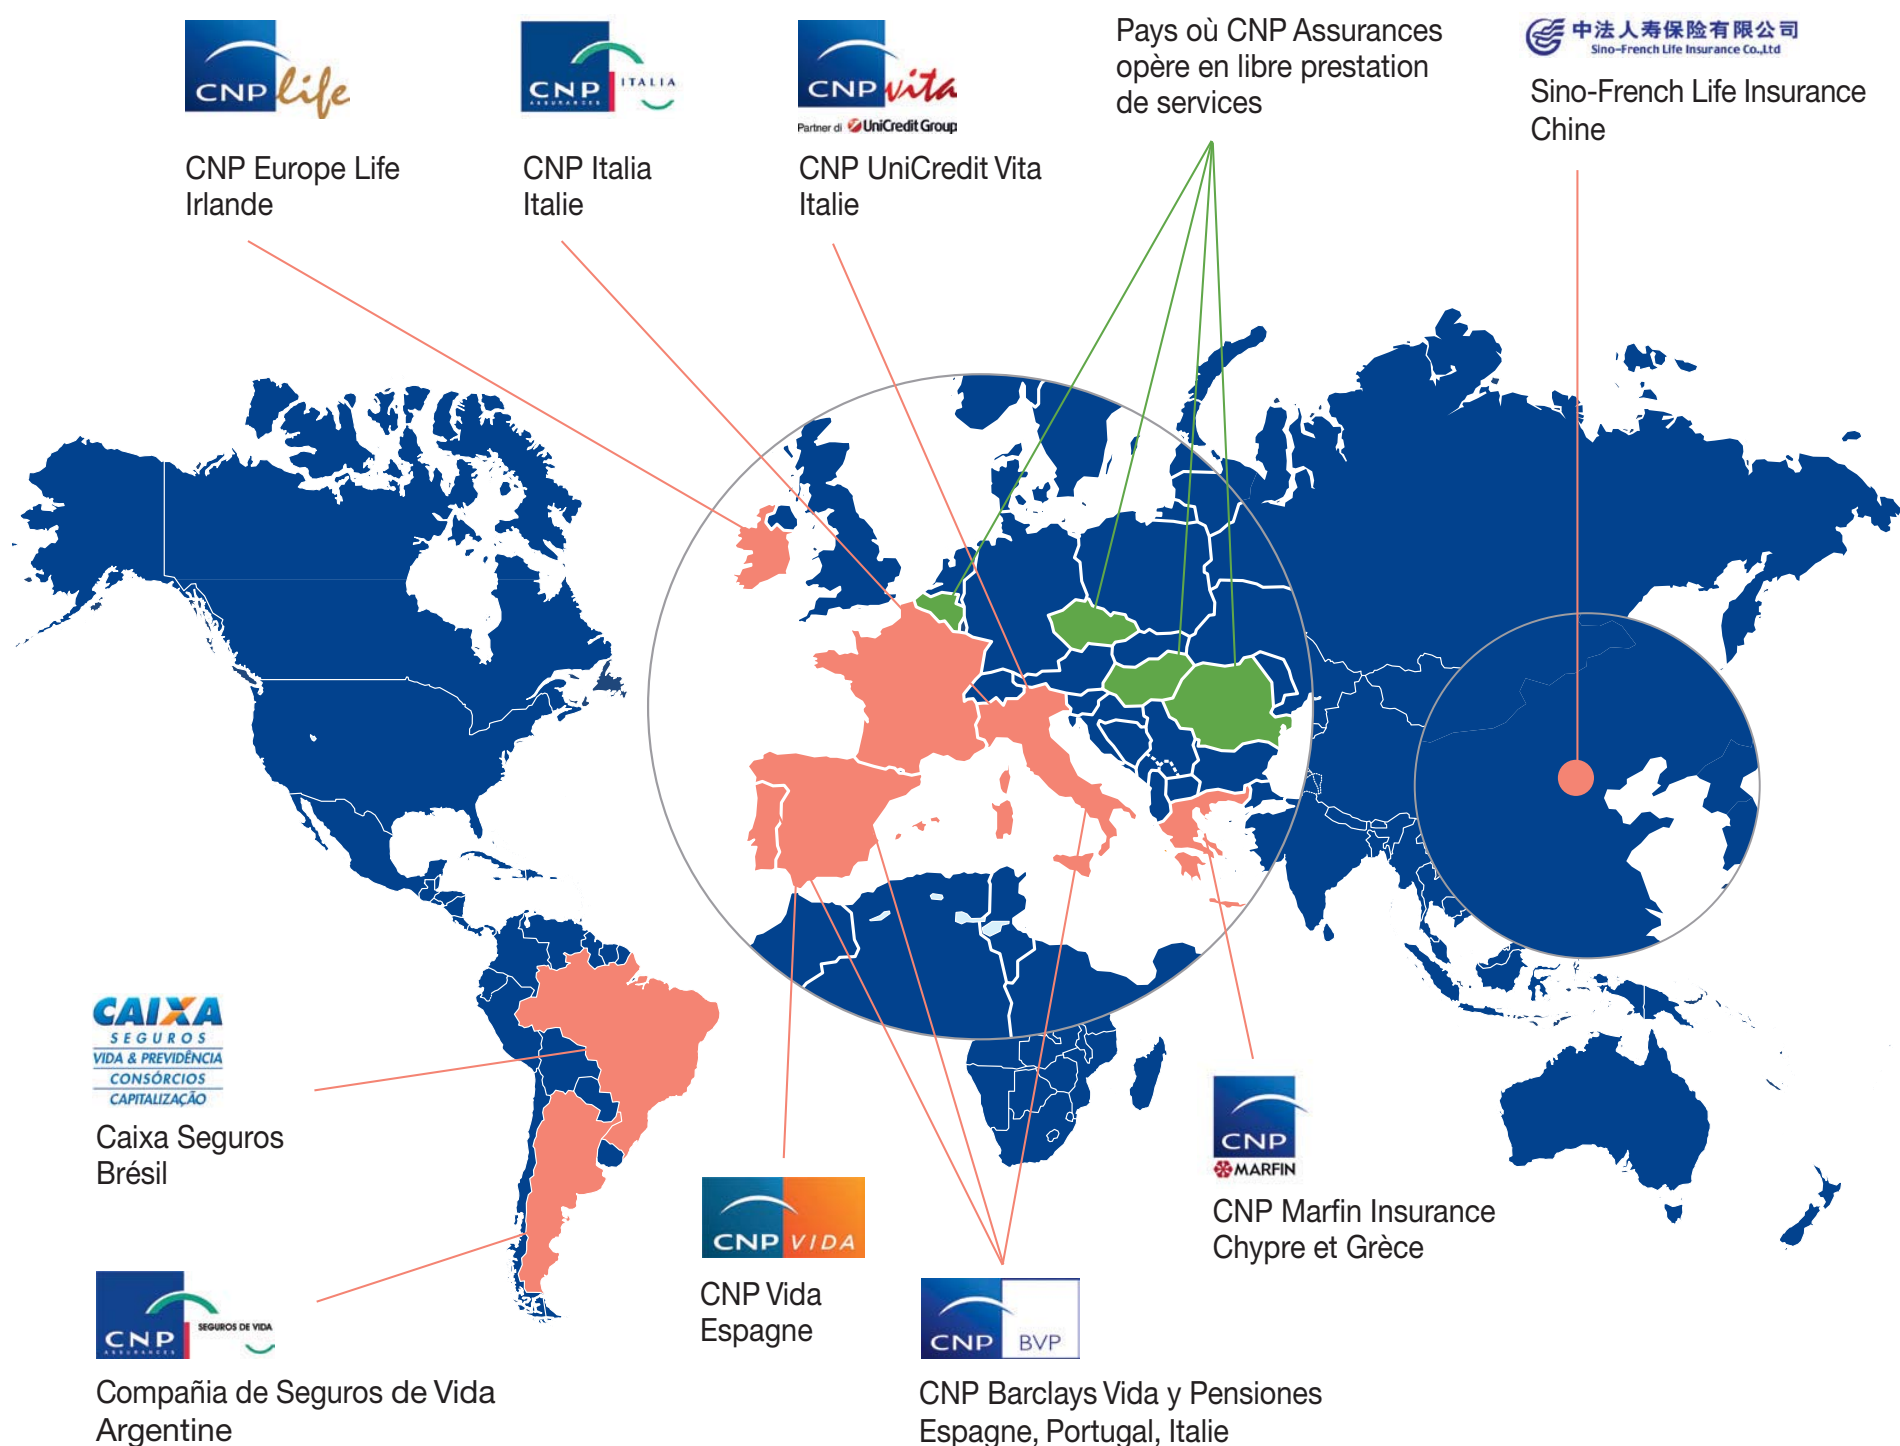 CNP life
CNP Europe Life
Irlande
CNP ITALIA
ASSURANCES
CNP Italia
Italie
CNP vita
Partner di UniCredit Group
CNP UniCredit Vita
Italie
Pays où CNP Assurances
opère en libre prestation
de services
中法人寿保险有限公司
Sino-French Life Insurance Co.,Ltd
Sino-French Life Insurance
Chine
CAIXA
SEGUROS
VIDA & PREVIDÊNCIA
CONSÓRCIOS
CAPITALIZAÇÃO
Caixa Seguros
Brésil
CNP SEGUROS DE VIDA
ASSURANCES
Compañia de Seguros de Vida
Argentine
CNP VIDA
CNP Vida
Espagne
CNP BVP
CNP Barclays Vida y Pensiones
Espagne, Portugal, Italie
CNP
MARFIN
CNP Marfin Insurance
Chypre et Grèce